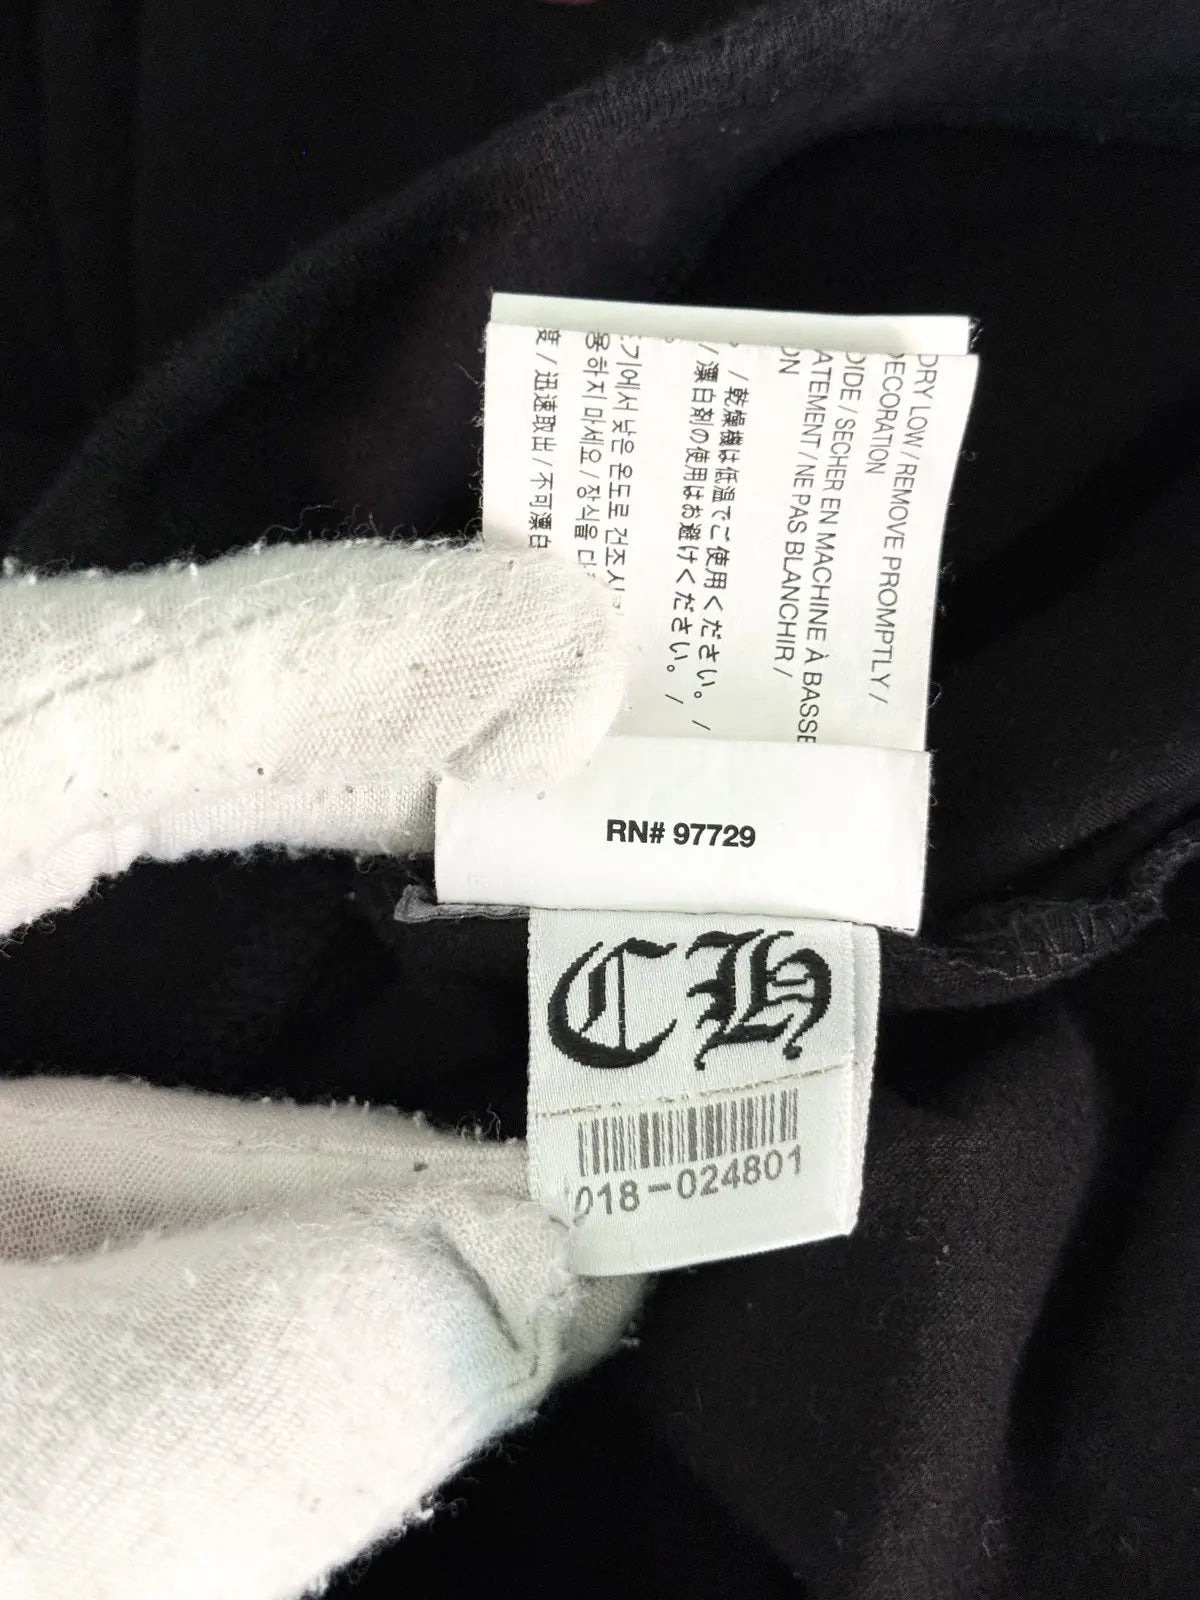 DRY LOW / REMOVE PROMPTLY /
DECORATION
OIDE / SECHER EN MACHINE À BASSE
ATEMENT / NE PAS BLANCHIR /
ON
/ 乾燥機は低温でご使用ください。 /
/ 漂白剤の使用はお避けください。 /
기에서 낮은 온도로 건조시
용하지 마세요 / 장식을 다
度 / 迅速取出 / 不可漂白
RN# 97729
CH
018-024801